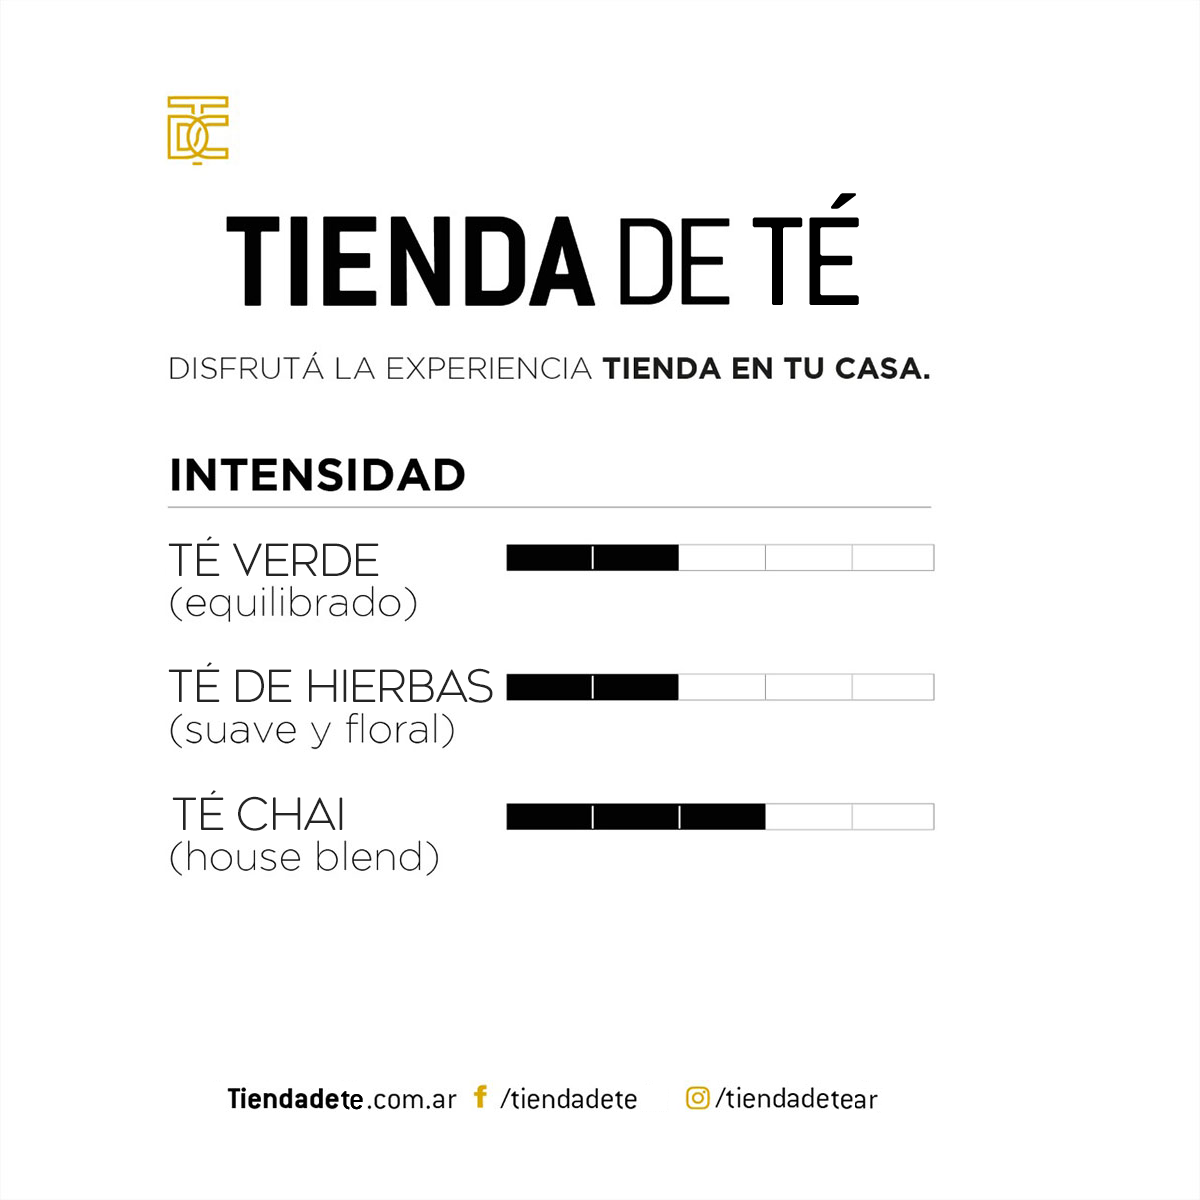 TDC
TIENDA DE TÉ
DISFRUTÁ LA EXPERIENCIA TIENDA EN TU CASA.
INTENSIDAD
TÉ VERDE
(equilibrado)
TÉ DE HIERBAS
(suave y floral)
TÉ CHAI
(house blend)
Tiendadete.com.ar f /tiendadete /tiendadetear